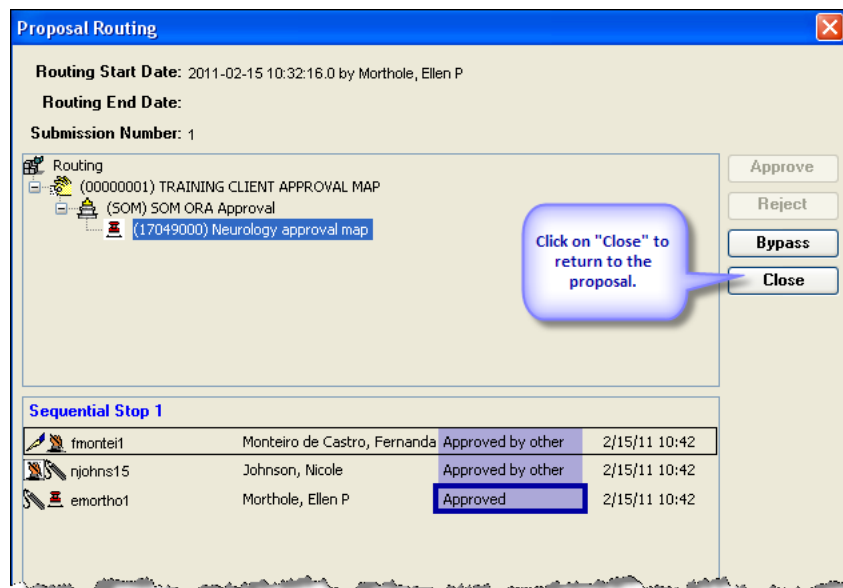 Proposal Routing
Routing Start Date: 2011-02-15 10:32:16.0 by Morthole, Ellen P
Routing End Date:
Submission Number: 1
Routing
(00000001) TRAINING CLIENT APPROVAL MAP
(SOM) SOM ORA Approval
(17049000) Neurology approval map
Approve
Reject
Bypass
Close
Click on "Close" to
return to the
proposal.
Sequential Stop 1
fmontei1 Monteiro de Castro, Fernanda Approved by other 2/15/11 10:42
njohns15 Johnson, Nicole Approved by other 2/15/11 10:42
emortho1 Morthole, Ellen P Approved 2/15/11 10:42